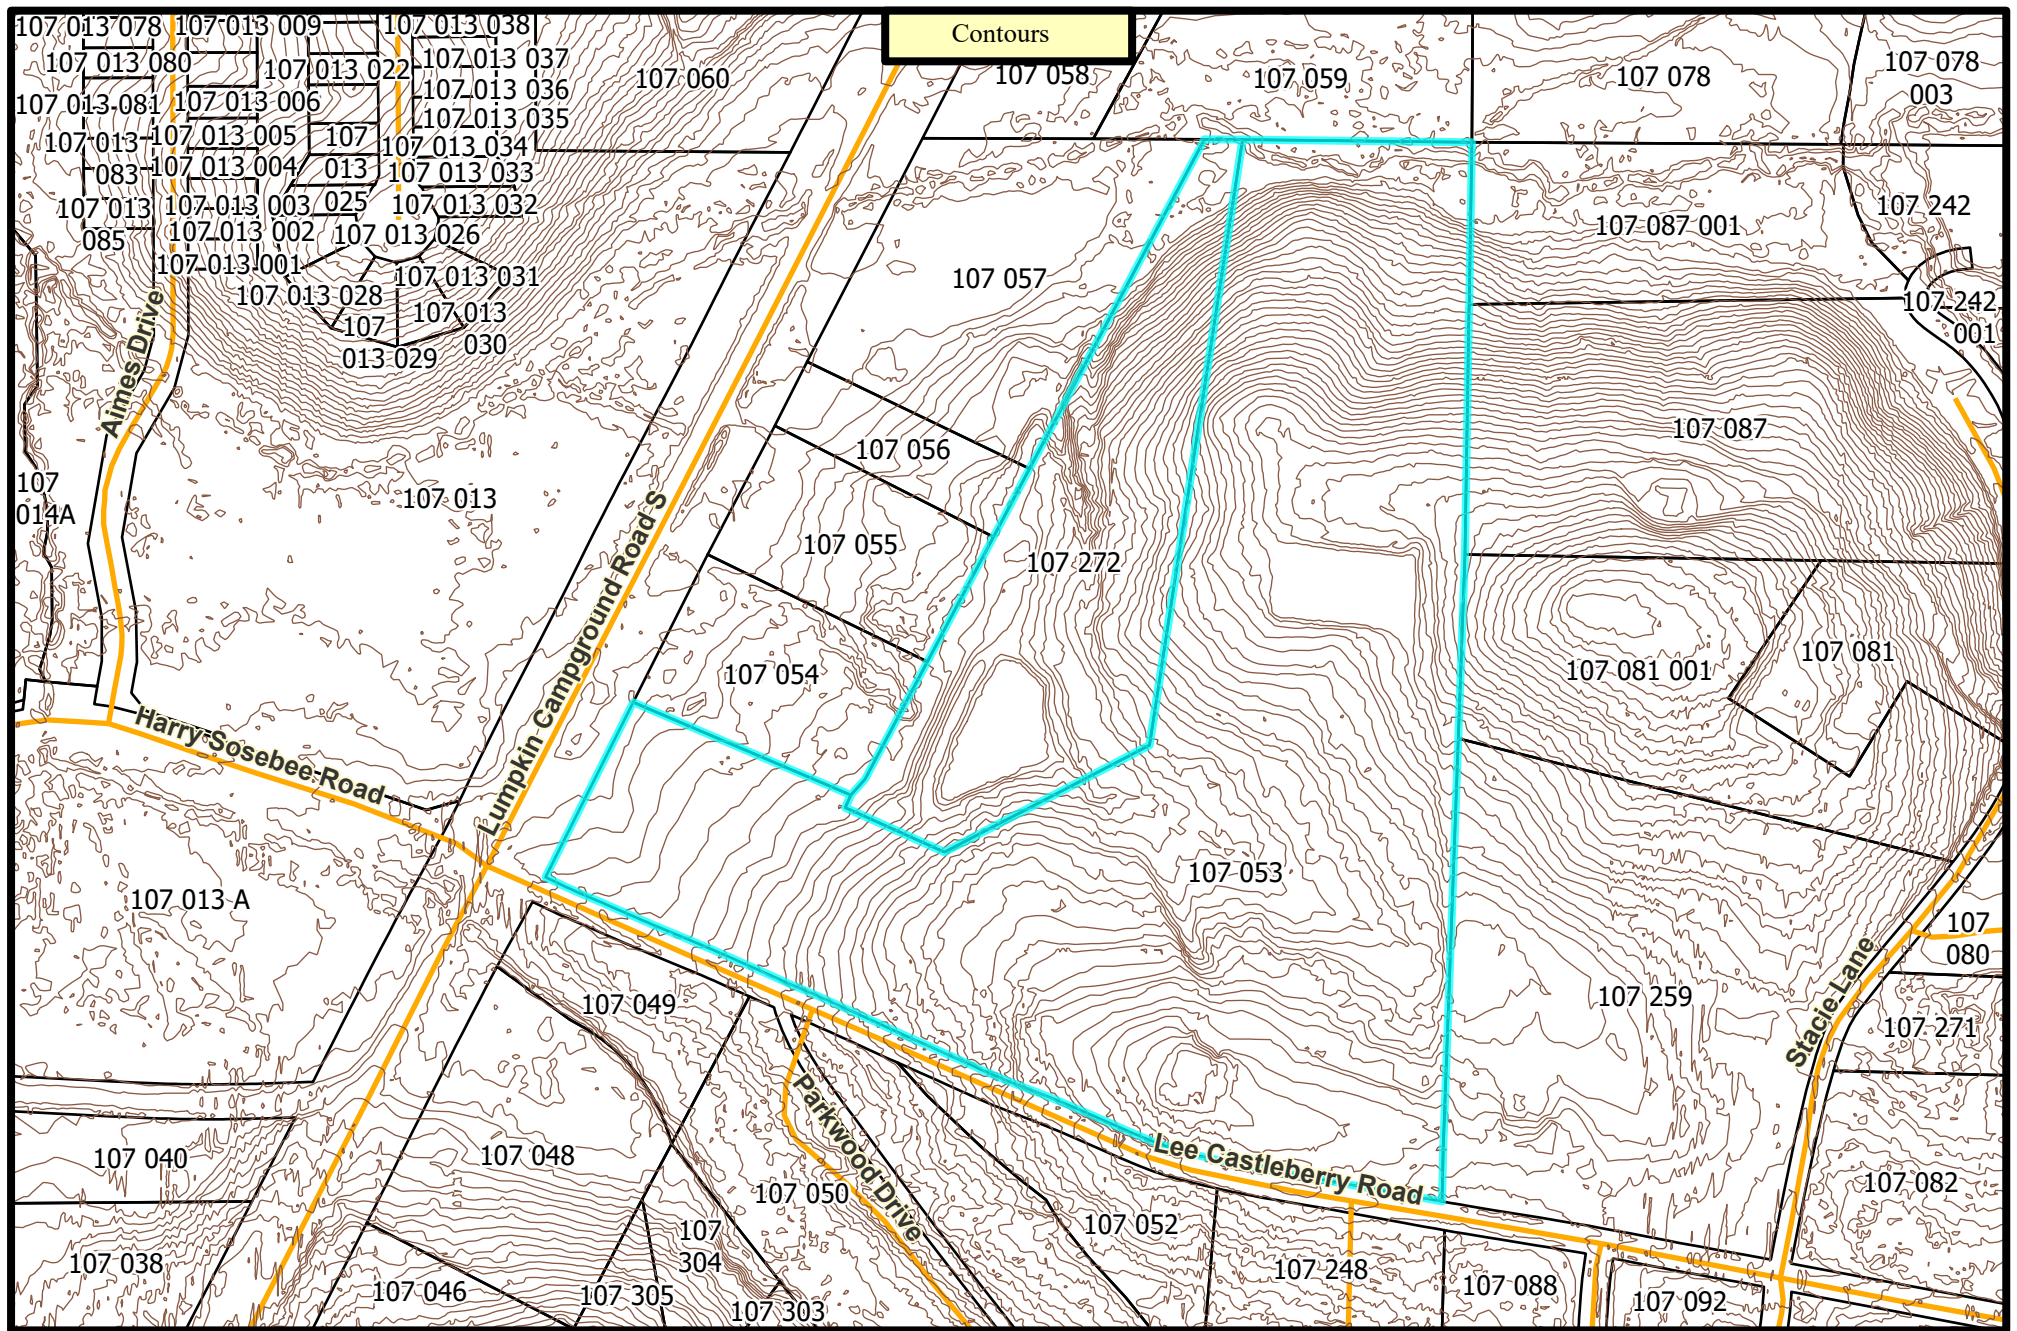 Contours
107 013 078
107 013 009
107 013 038
107 013 080
107 013 022
107 013 037
107 013 081
107 013 006
107 013 036
107 013 035
107 013
083
107 013 005
107
013
025
107 013 034
107 013 004
107 013 033
107 013
085
107 013 003
107 013 032
107 013 002
107 013 026
107 013 001
107 013 031
107 013 028
107 013
030
107
013 029
107 060
107 058
107 059
107 078
107 078
003
107 242
107 087 001
107 057
107 242
001
Aimes Drive
107 056
107 087
107
014A
107 013
107 055
107 272
Lumpkin Campground Road S
107 054
107 081 001
107 081
Harry Sosebee Road
107 053
107 013 A
107
080
107 049
107 259
Stacie Lane
107 271
Parkwood Drive
107 040
107 048
Lee Castleberry Road
107 050
107 082
107 052
107
304
107 038
107 248
107 046
107 305
107 088
107 303
107 092